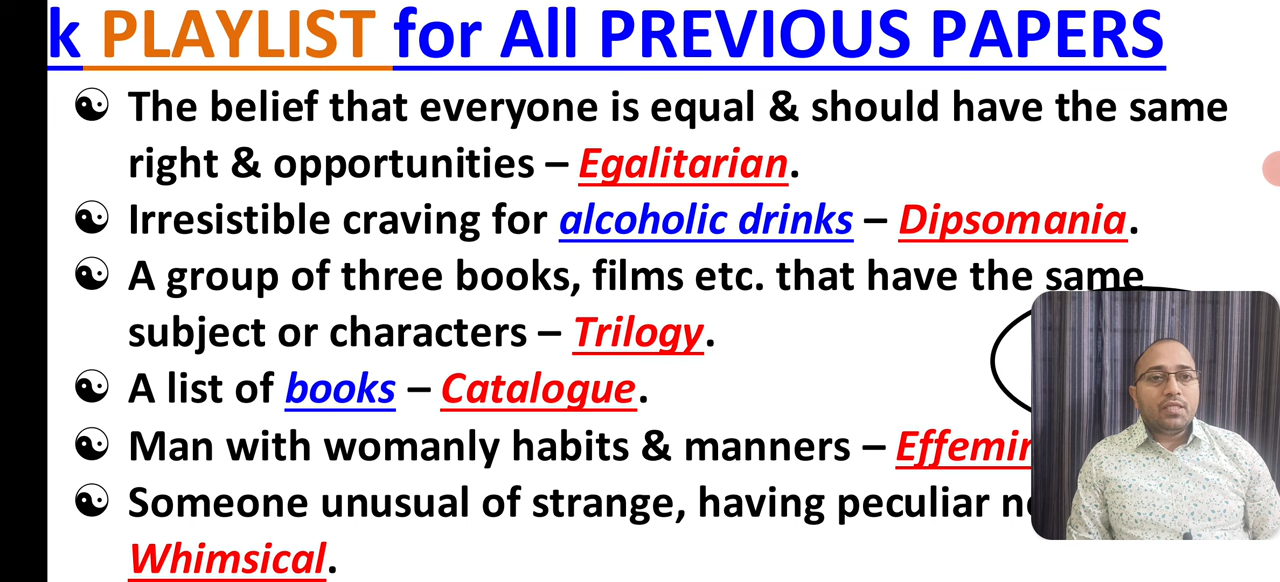 k PLAYLIST for All PREVIOUS PAPERS
The belief that everyone is equal & should have the same
right & opportunities – Egalitarian.
Irresistible craving for alcoholic drinks – Dipsomania.
A group of three books, films etc. that have the same
subject or characters – Trilogy.
A list of books – Catalogue.
Man with womanly habits & manners –
Someone unusual of strange, having peculiar
Whimsical.